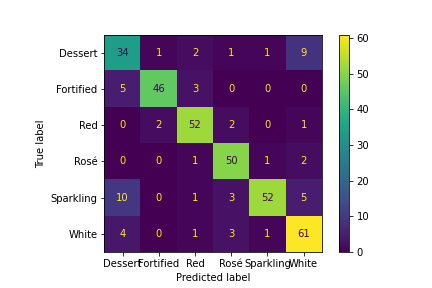 Dessert 34 1 2 1 1 9
Fortified 5 46 3 0 0 0
Red 0 2 52 2 0 1
Rosé 0 0 1 50 1 2
Sparkling 10 0 1 3 52 5
White 4 0 1 3 1 61
Dessert Fortified Red Rosé Sparkling White
Predicted label
True label
60
50
40
30
20
10
0